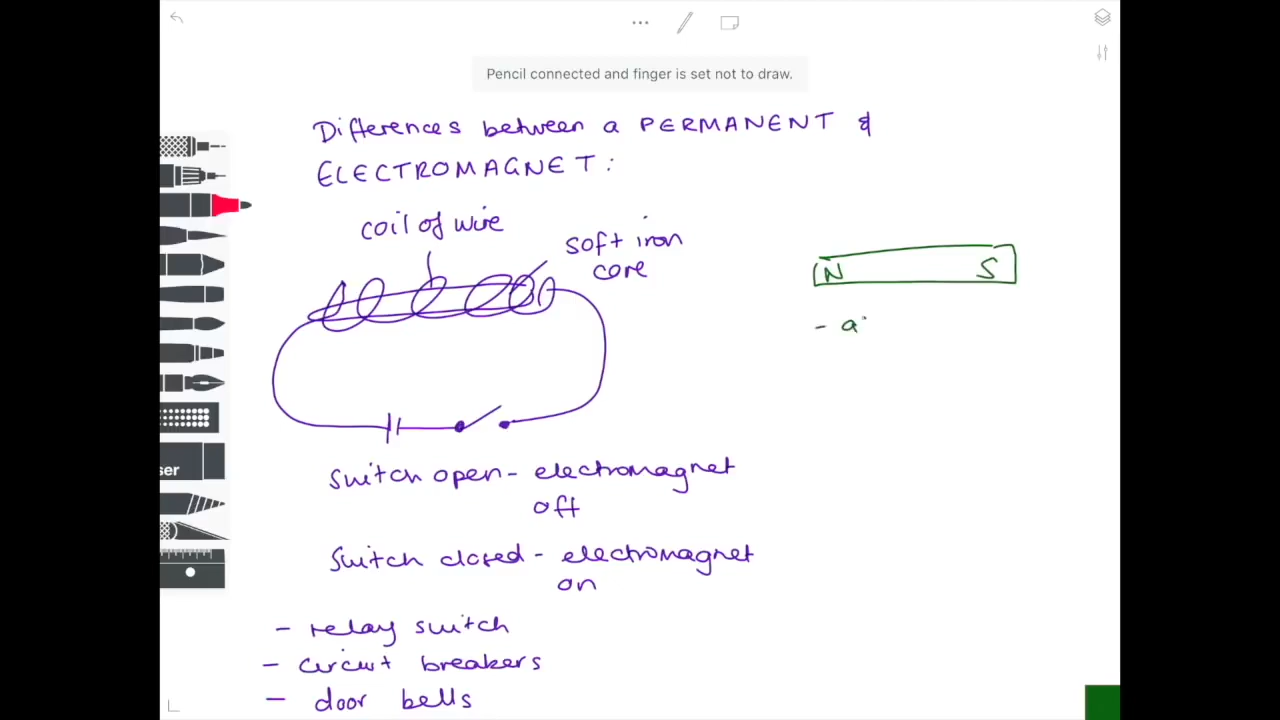 Pencil connected and finger is set not to draw.
Differences between a PERMANENT &
ELECTROMAGNET:
coil of wire
soft iron
core
N S
- a
Switch open - electromagnet
off
Switch closed - electromagnet
on
- relay switch
- circuit breakers
- door bells
ser